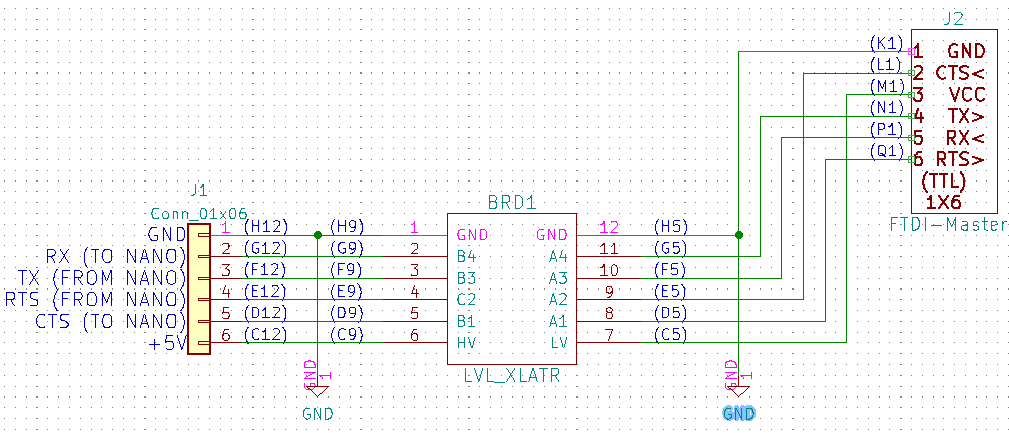 J2
(K1) 1 GND
(L1) 2 CTS<
(M1) 3 VCC
(N1) 4 TX>
(P1) 5 RX<
(Q1) 6 RTS>
(TTL)
1X6
FTDI-Master
J1
Conn_01x06
BRD1
GND 1 (H12) (H9) 1 GND GND 12 (H5)
RX (TO NANO) 2 (G12) (G9) 2 B4 A4 11 (G5)
TX (FROM NANO) 3 (F12) (F9) 3 B3 A3 10 (F5)
RTS (FROM NANO) 4 (E12) (E9) 4 C2 A2 9 (E5)
CTS (TO NANO) 5 (D12) (D9) 5 B1 A1 8 (D5)
+5V 6 (C12) (C9) 6 HV LV 7 (C5)
LVL_XLATR
GND 1
GND
GND 1
GND